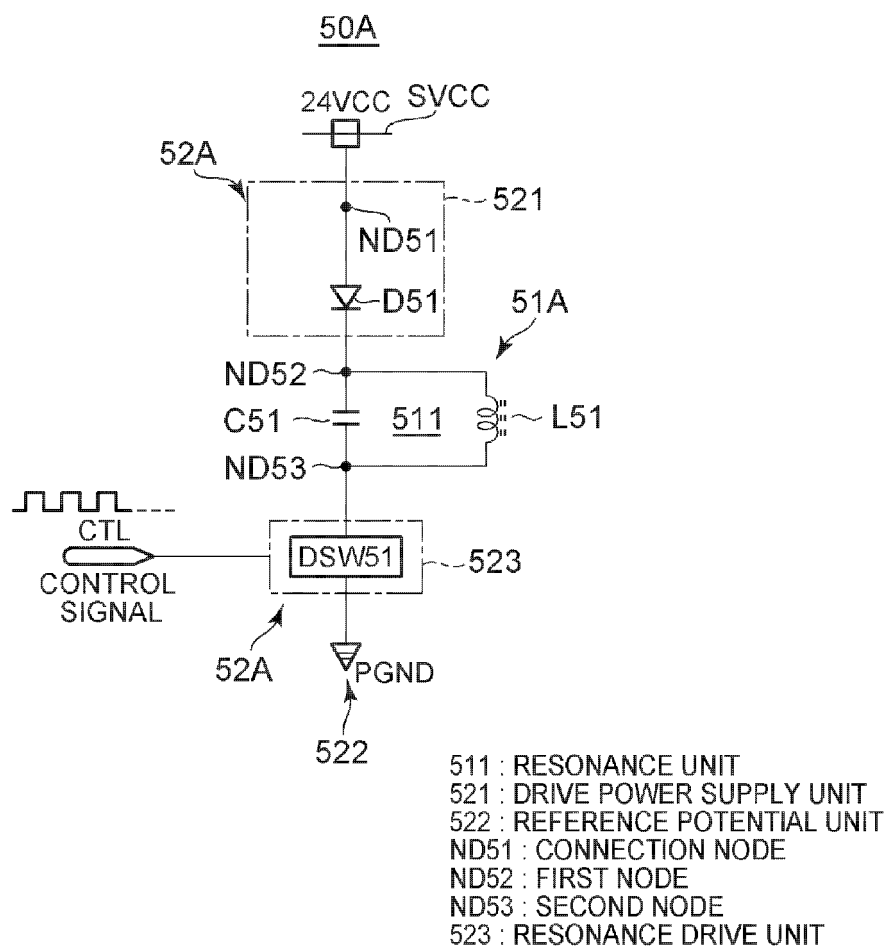 50A
24VCC
SVCC
52A
521
ND51
D51
51A
ND52
C51
511
L51
ND53
CTL
CONTROL
SIGNAL
DSW51
523
52A
PGND
522
511 : RESONANCE UNIT
521 : DRIVE POWER SUPPLY UNIT
522 : REFERENCE POTENTIAL UNIT
ND51 : CONNECTION NODE
ND52 : FIRST NODE
ND53 : SECOND NODE
523 : RESONANCE DRIVE UNIT